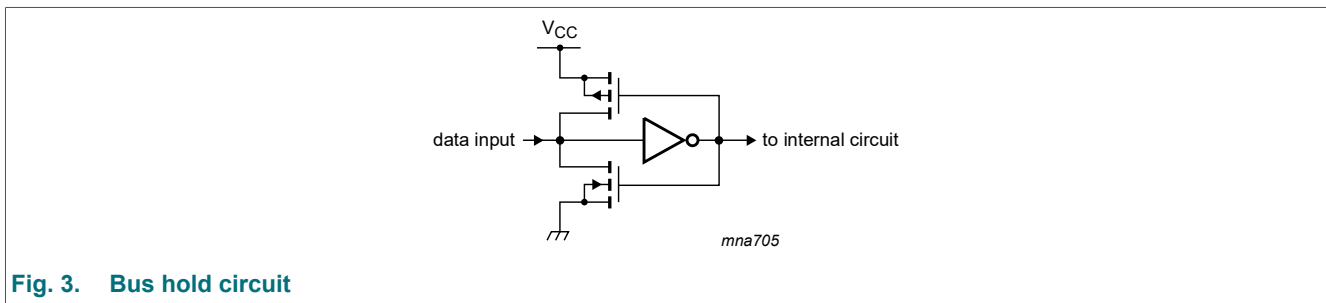 VCC
data input
to internal circuit
mna705
Fig. 3. Bus hold circuit